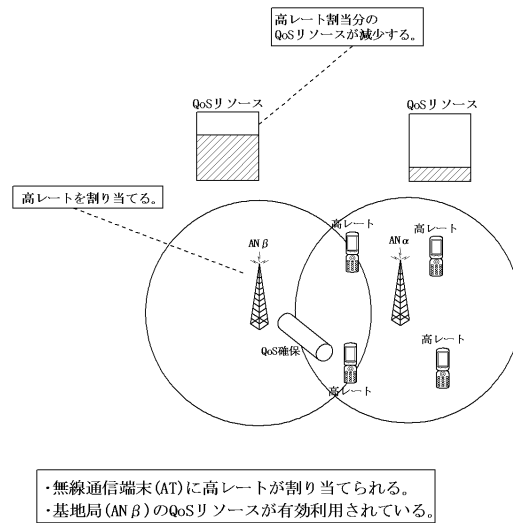 高レート割当分の
QoSリソースが減少する。
QoSリソース
QoSリソース
高レートを割り当てる。
高レート
高レート
ANβ
ANα
QoS確保
高レート
高レート
・無線通信端末(AT)に高レートが割り当てられる。
・基地局(ANβ)のQoSリソースが有効利用されている。